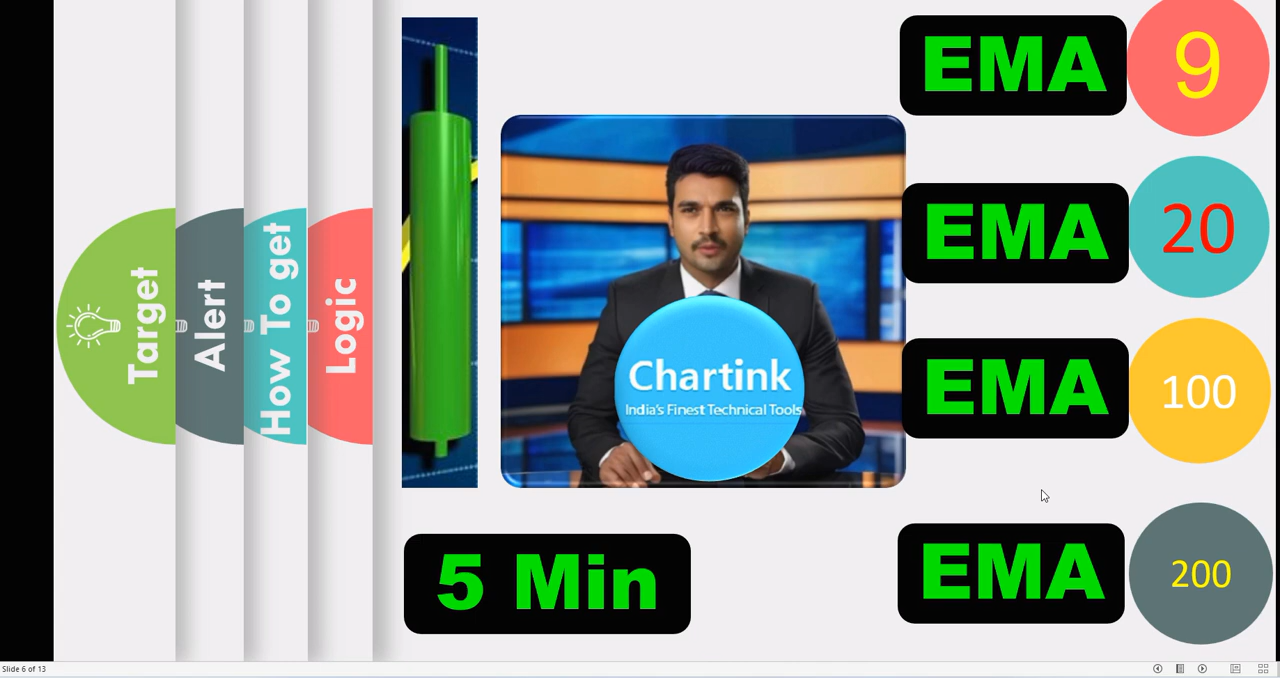 Target
Alert
How To get
Logic
Chartink
India's Finest Technical Tools
5 Min
EMA 9
EMA 20
EMA 100
EMA 200
Slide 6 of 13